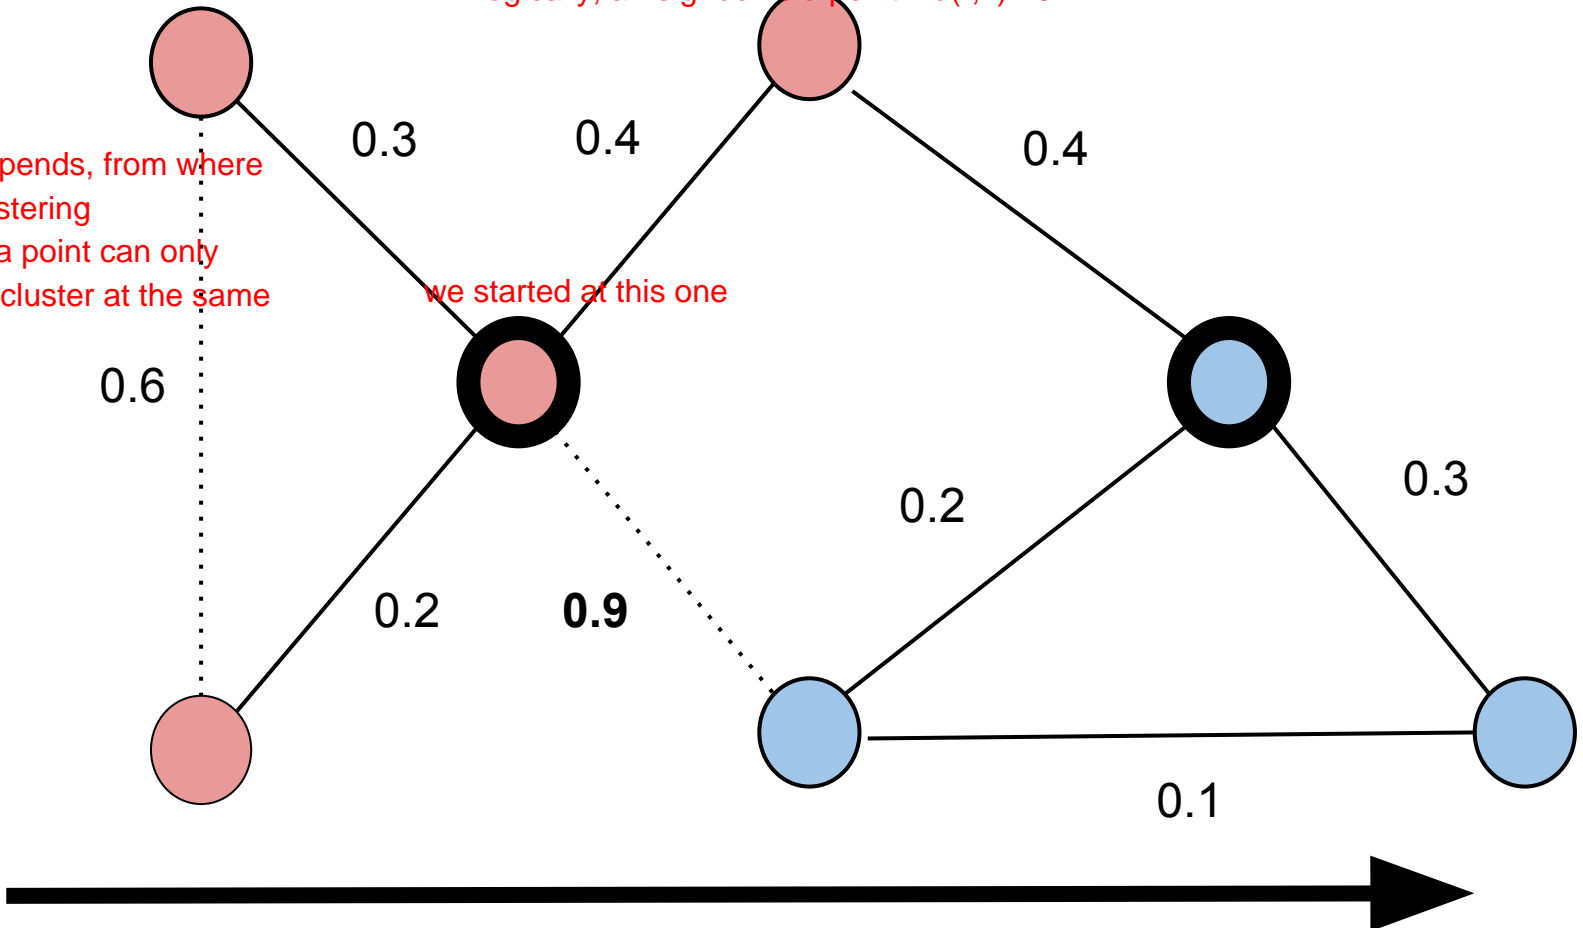 0.3
0.4
0.4
pends, from where
stering
a point can only
cluster at the same
we started at this one
0.6
0.3
0.2
0.2
0.9
0.1